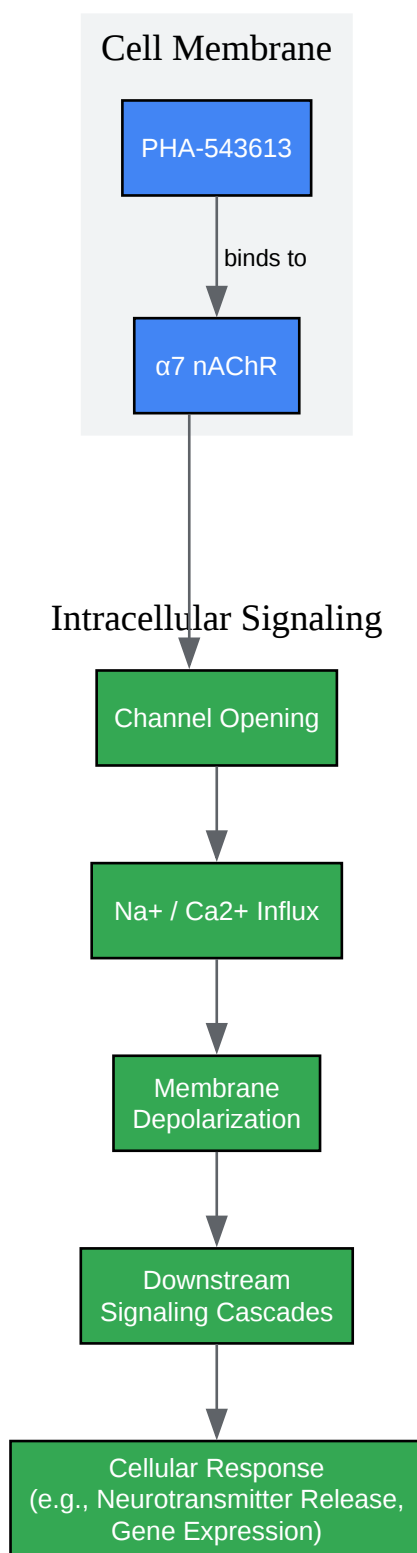 Cell Membrane
PHA-543613
binds to
α7 nAChR
Intracellular Signaling
Channel Opening
Na+ / Ca2+ Influx
Membrane
Depolarization
Downstream
Signaling Cascades
Cellular Response
(e.g., Neurotransmitter Release,
Gene Expression)